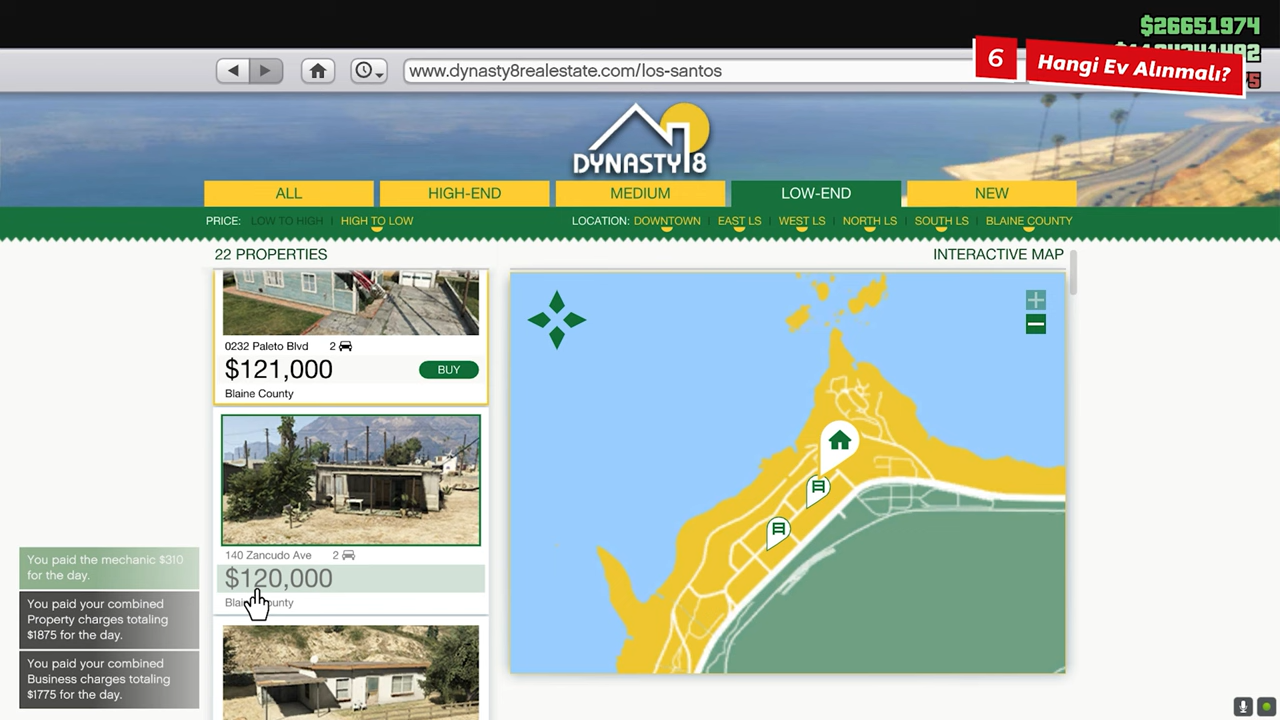 $26651974
6
Hangi Ev Alınmalı?
www.dynasty8realestate.com/los-santos
DYNASTY 8
ALL
HIGH-END
MEDIUM
LOW-END
NEW
PRICE: LOW TO HIGH | HIGH TO LOW
LOCATION: DOWNTOWN | EAST LS | WEST LS | NORTH LS | SOUTH LS | BLAINE COUNTY
22 PROPERTIES
INTERACTIVE MAP
0232 Paleto Blvd 2
$121,000
BUY
Blaine County
140 Zancudo Ave 2
$120,000
Blaine County
You paid the mechanic $310
for the day.
You paid your combined
Property charges totaling
$1875 for the day.
You paid your combined
Business charges totaling
$1775 for the day.